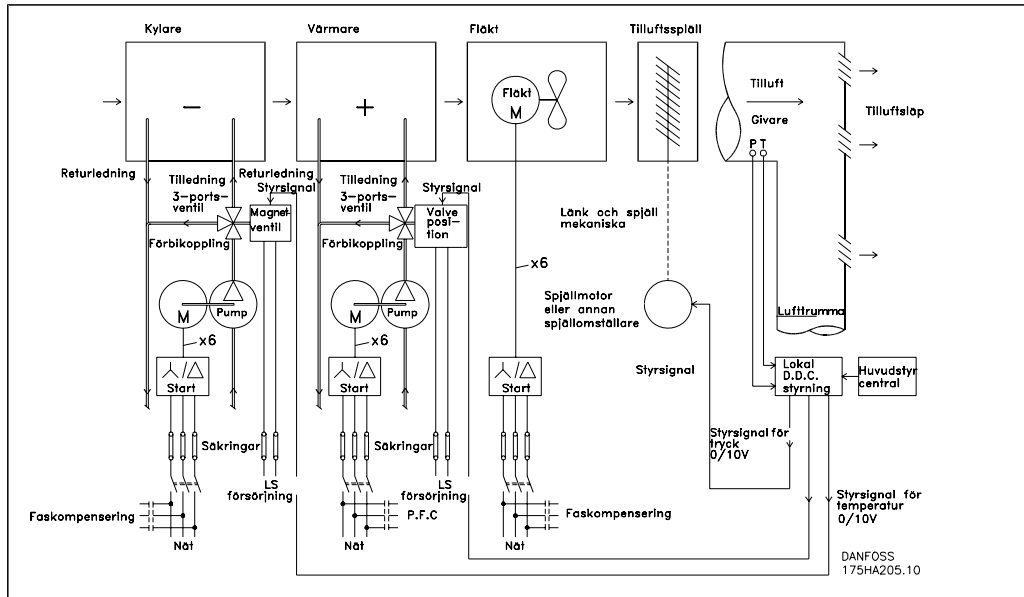 Kylare
Värmare
Fläkt
Tilluftsspjäll
−
+
Fläkt
M
Tilluft
Givare
P T
Tilluftsläp
Returledning
Tilledning
3-ports-
ventil
Förbikoppling
Styrsignal
Magnet-
ventil
Returledning
Tilledning
3-ports-
ventil
Förbikoppling
Styrsignal
Valve
posi-
tion
Länk och spjäll
mekaniska
x6
M
Pump
x6
Start
M
Pump
x6
Start
Start
Spjällmotor
eller annan
spjällomställare
Lufttrumma
Styrsignal
Lokal
D.D.C.
styrning
Huvudstyr
central
Styrsignal för
tryck
0/10V
Säkringar
LS
försörjning
Säkringar
LS
försörjning
Faskompensering
P.F.C
Faskompensering
Nät
Nät
Nät
Styrsignal för
temperatur
0/10V
DANFOSS
175HA205.10